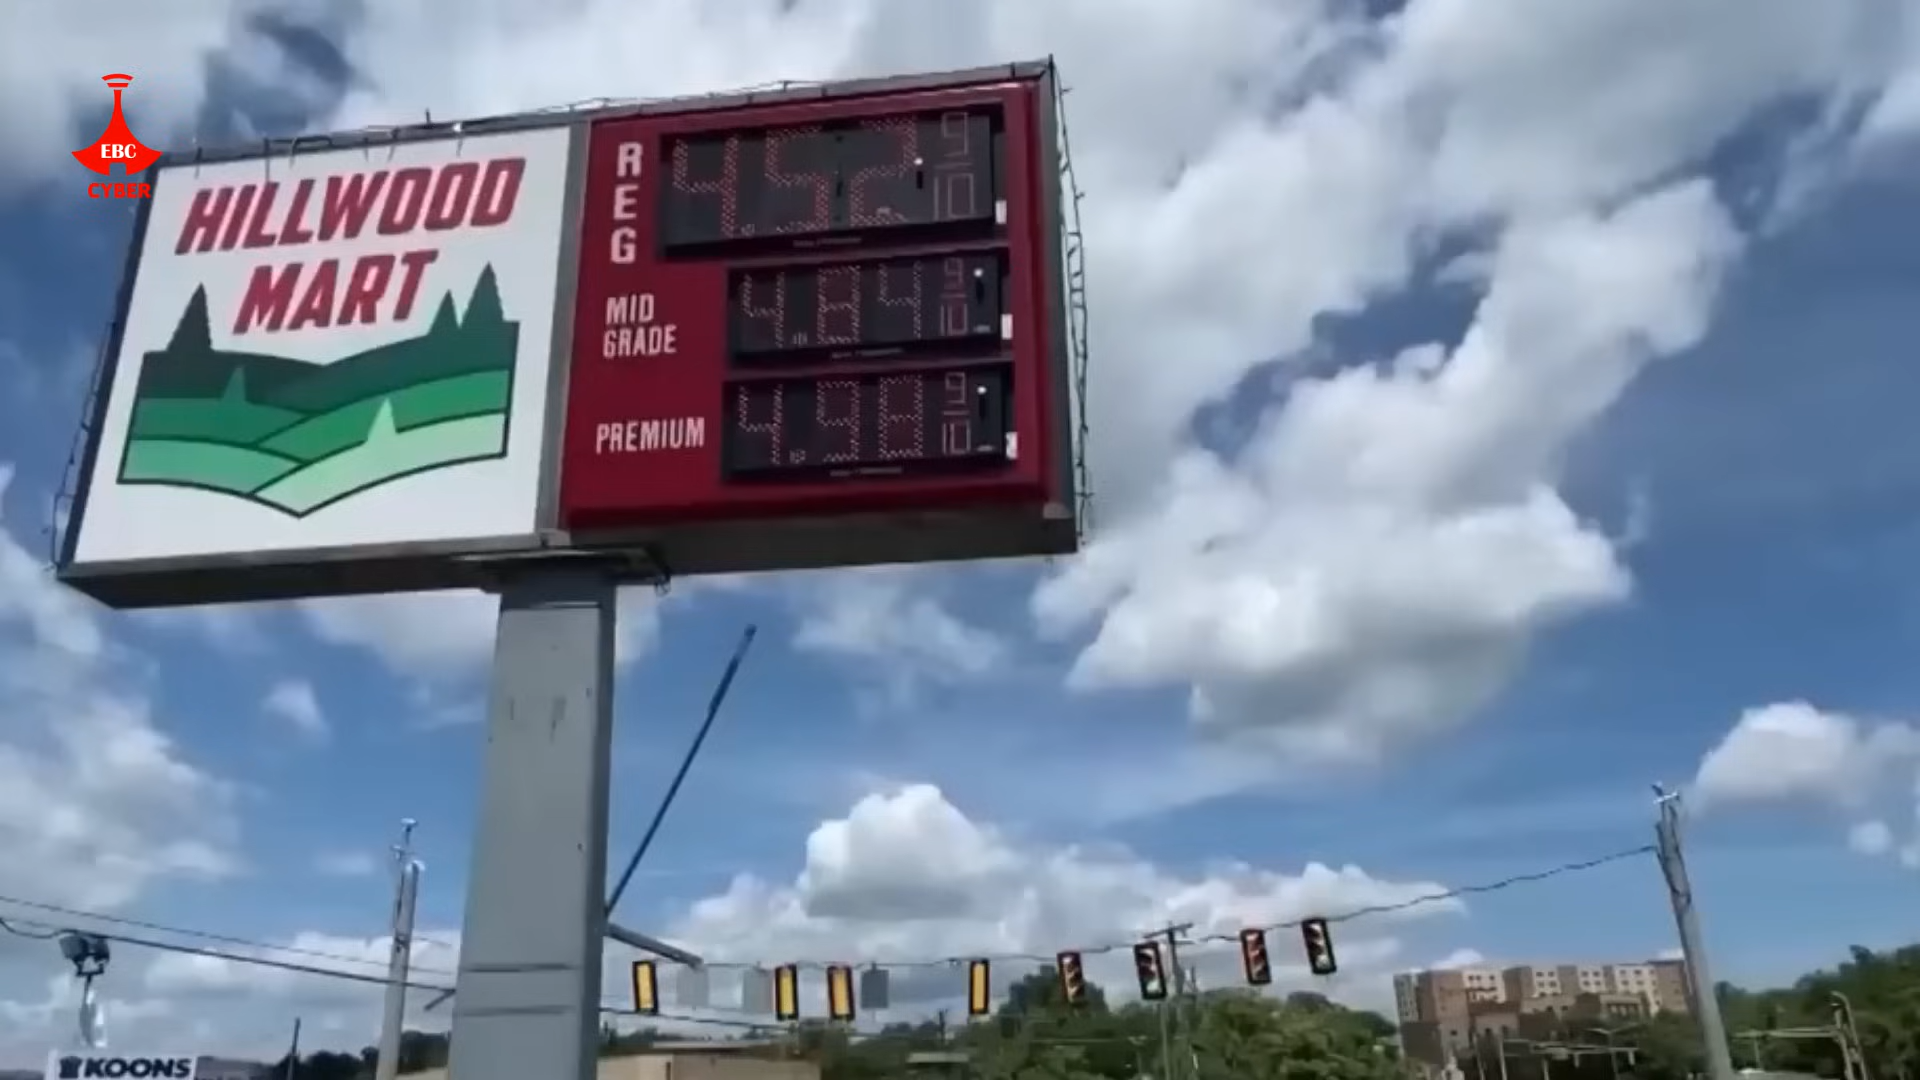 EBC
CYBER
HILLWOOD
MART
REG
4.52 9/10
MID
GRADE
4.84 9/10
PREMIUM
4.98 9/10
KOONS